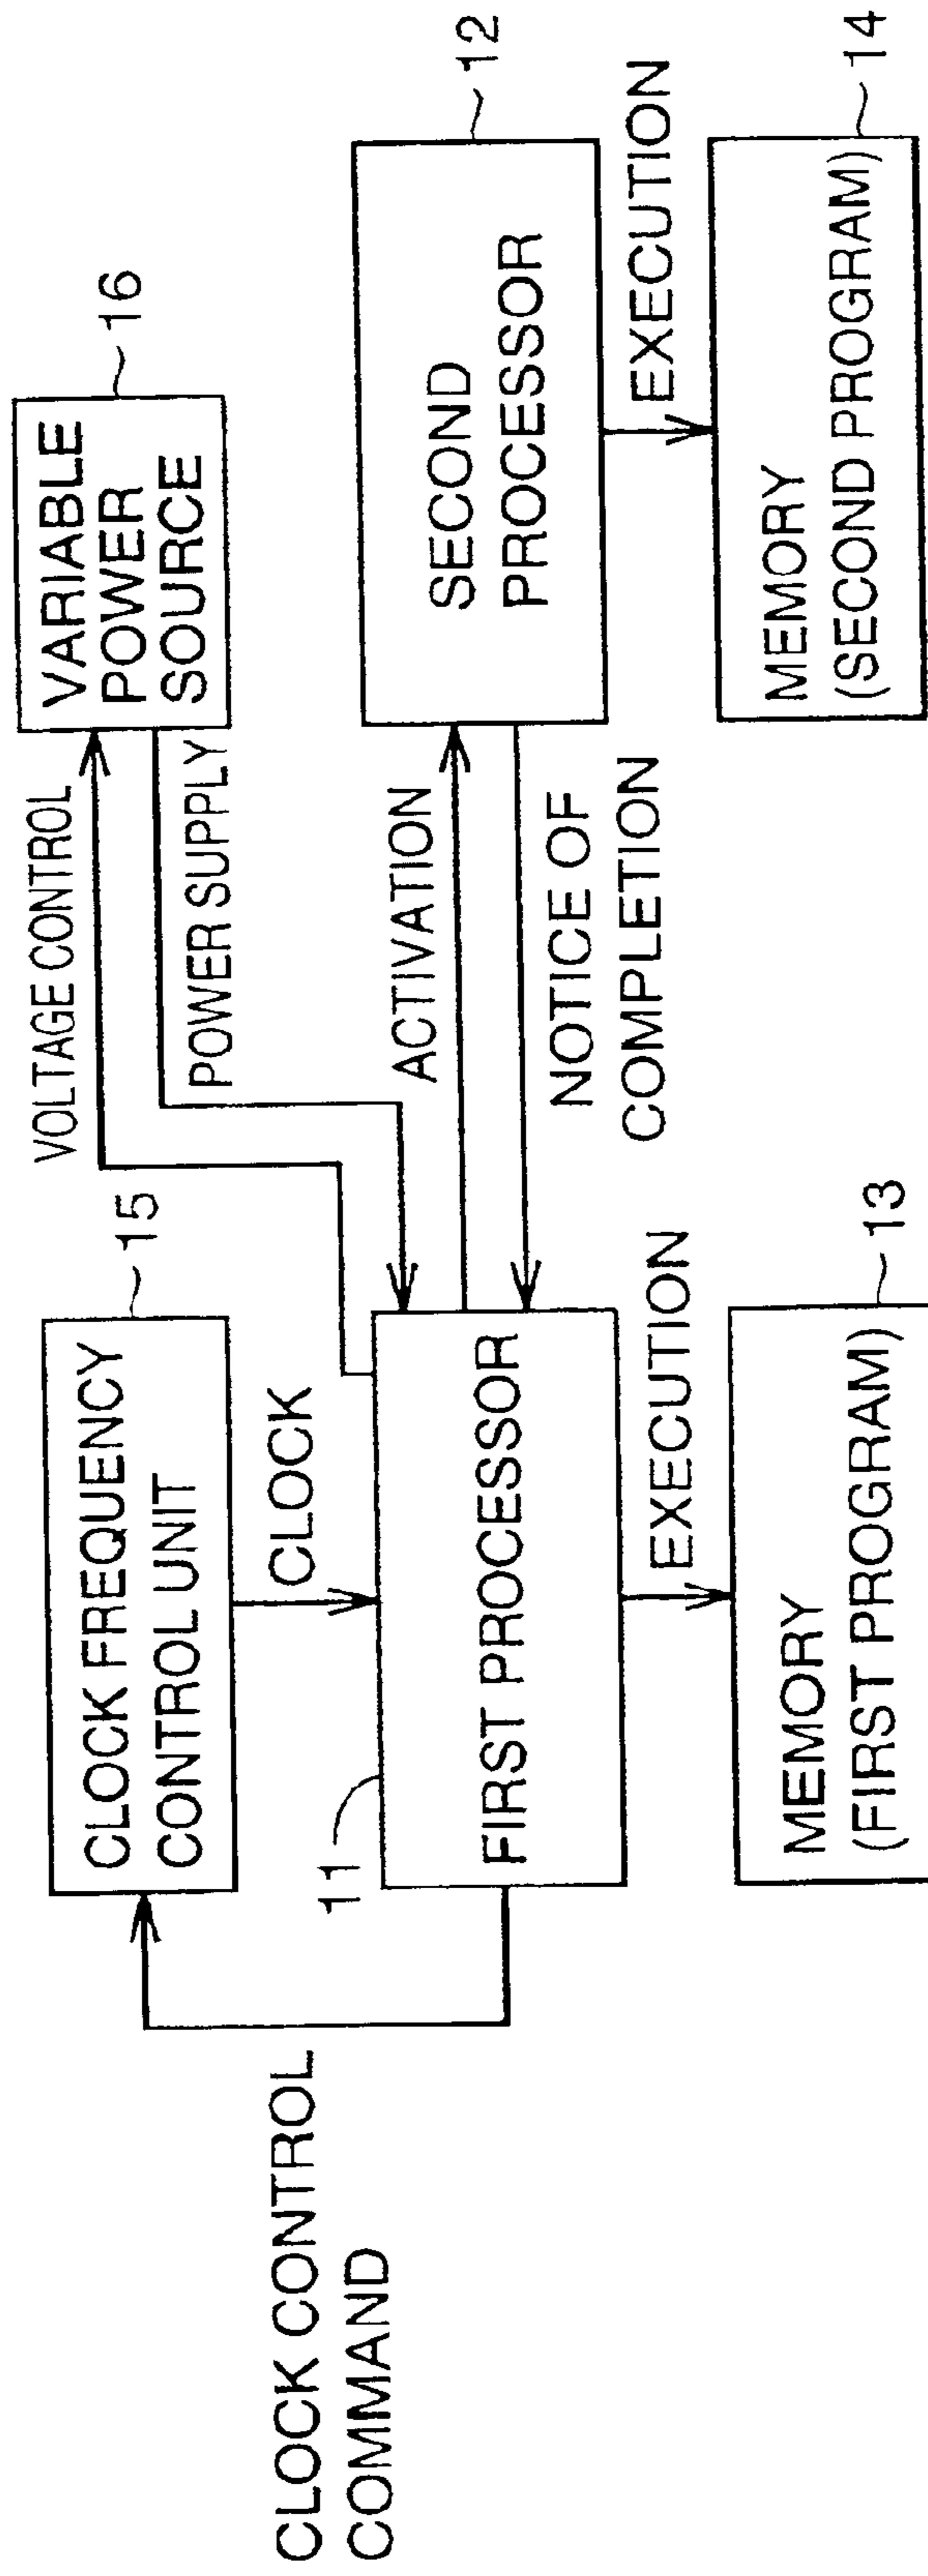 CLOCK CONTROL
COMMAND
CLOCK FREQUENCY
CONTROL UNIT
15
CLOCK
11
FIRST PROCESSOR
EXECUTION
MEMORY
(FIRST PROGRAM)
13
VOLTAGE CONTROL
POWER SUPPLY
VARIABLE
POWER
SOURCE
16
ACTIVATION
NOTICE OF
COMPLETION
SECOND
PROCESSOR
12
EXECUTION
MEMORY
(SECOND PROGRAM)
14